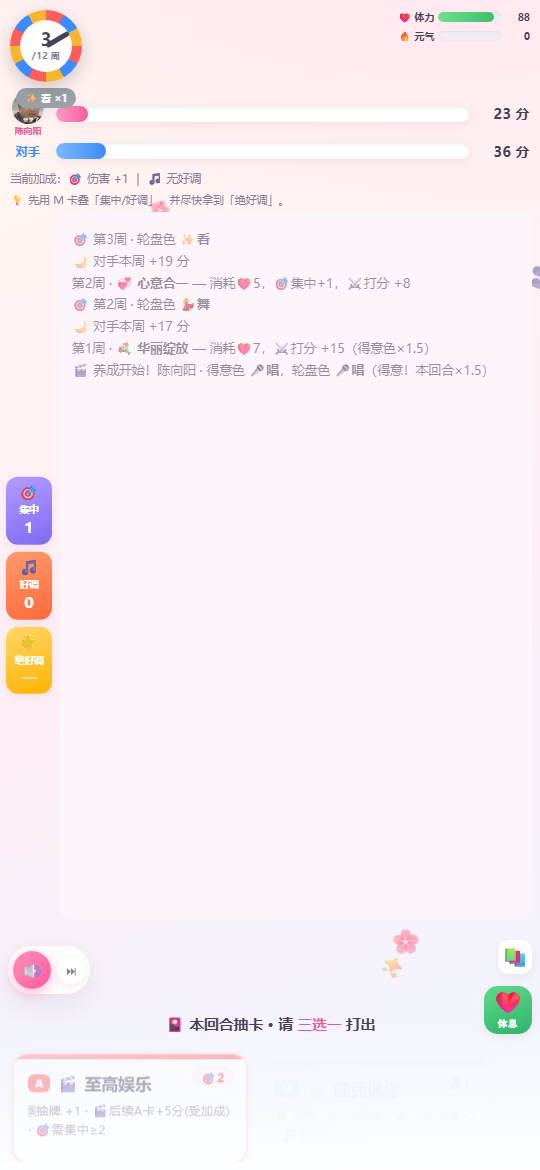 3
/12 周
体力 88
元气 0
✨ 看 ×1
陈向阳
23 分
对手
36 分
当前加成: 🎯 伤害 +1 | 🎵 无好调
💡 先用 M 卡叠「集中/好调」，并尽快拿到「绝好调」。
🎯 第3周 · 轮盘色 ✨看
🌙 对手本周 +19 分
第2周 · 💞 心意合一 — 消耗❤️5, 🎯集中+1, ⚔️打分 +8
🎯 第2周 · 轮盘色 💃舞
🌙 对手本周 +17 分
第1周 · 💐 华丽绽放 — 消耗❤️7, ⚔️打分 +15（得意色×1.5）
🎬 养成开始! 陈向阳 · 得意色 🎤唱, 轮盘色 🎤唱（得意! 本回合×1.5）
🎯
集中
1
🎵
好调
0
🌟
绝好调
—
休息
🎴 本回合抽卡 · 请 三选一 打出
A 🎬 至高娱乐 🎯2
抽牌 +1 · 🎬后续A卡+5分(受加成)
· 🎯需集中≥2
国民偶像